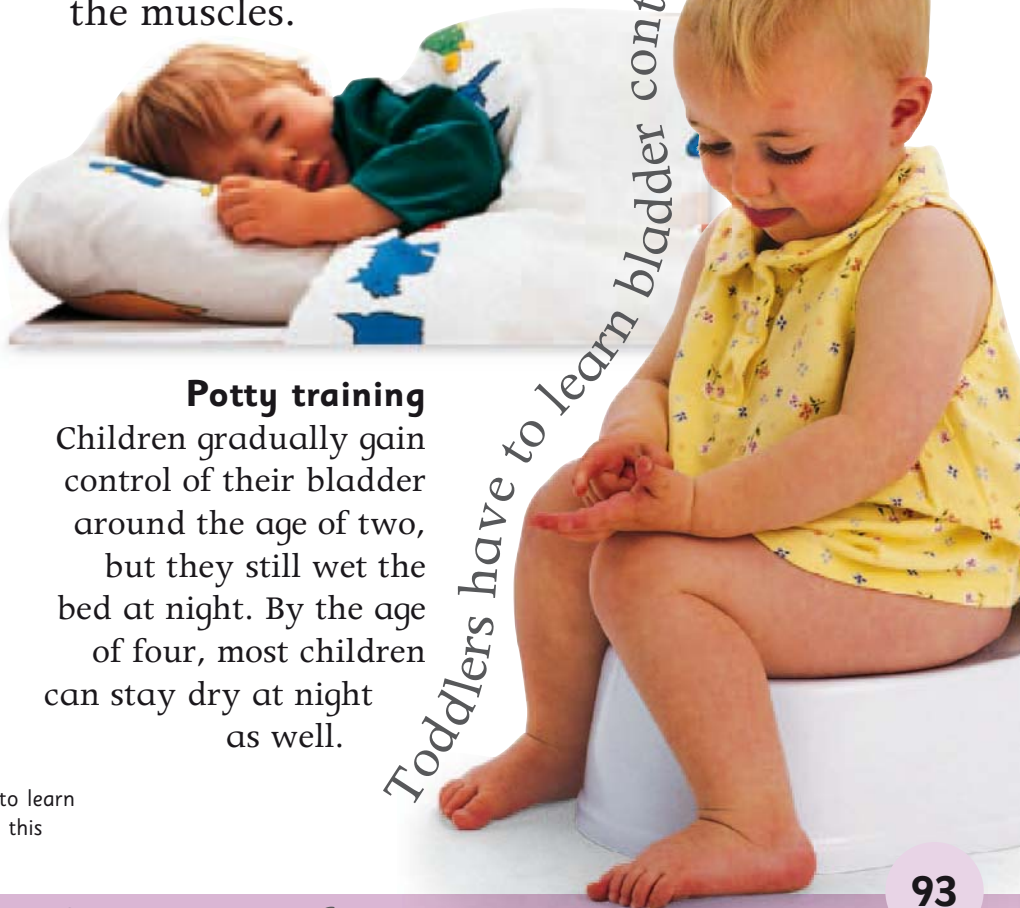 the muscles.
Potty training
Children gradually gain
control of their bladder
around the age of two,
but they still wet the
bed at night. By the age
of four, most children
can stay dry at night
as well.
Toddlers have to learn bladder cont
to learn
this
93